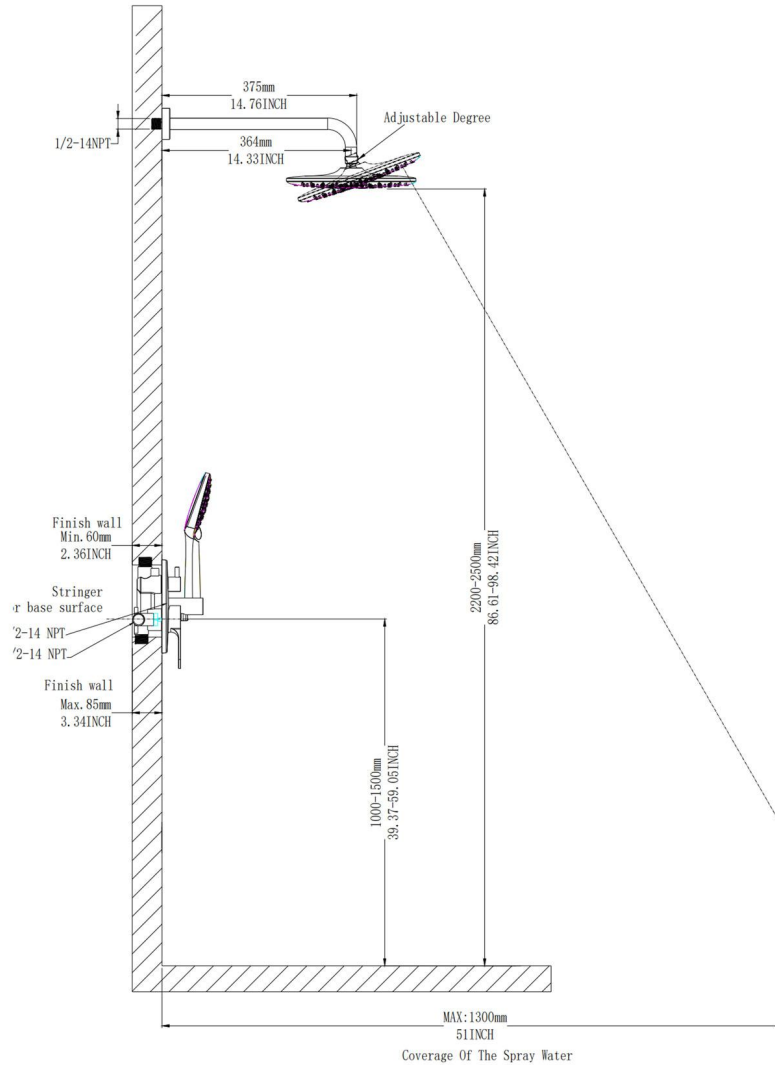 375mm
14.76INCH
Adjustable Degree
1/2-14NPT
364mm
14.33INCH
Finish wall
Min.60mm
2.36INCH
2200-2500mm
86.61-98.42INCH
Stringer
or base surface
/2-14 NPT
/2-14 NPT
Finish wall
Max.85mm
3.34INCH
1000-1500mm
39.37-59.05INCH
MAX:1300mm
51INCH
Coverage Of The Spray Water